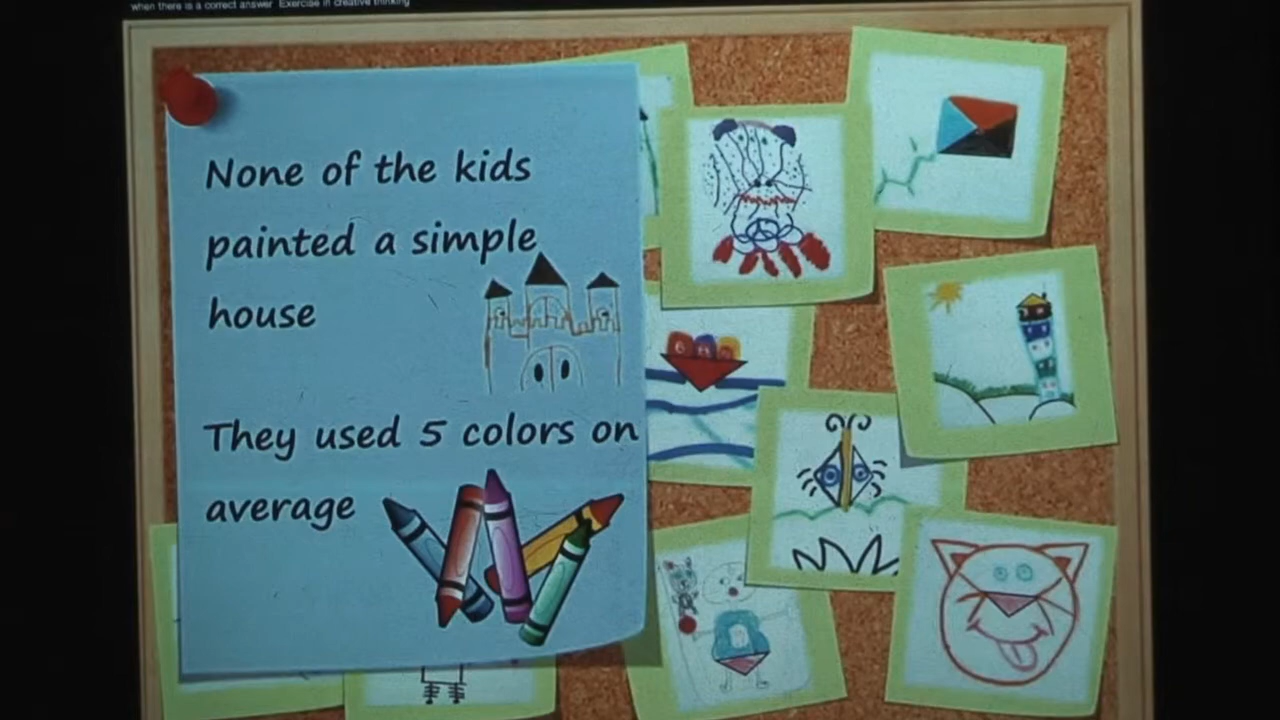 when there is a correct answer  Exercise in creative thinking
None of the kids
painted a simple
house
They used 5 colors on
average